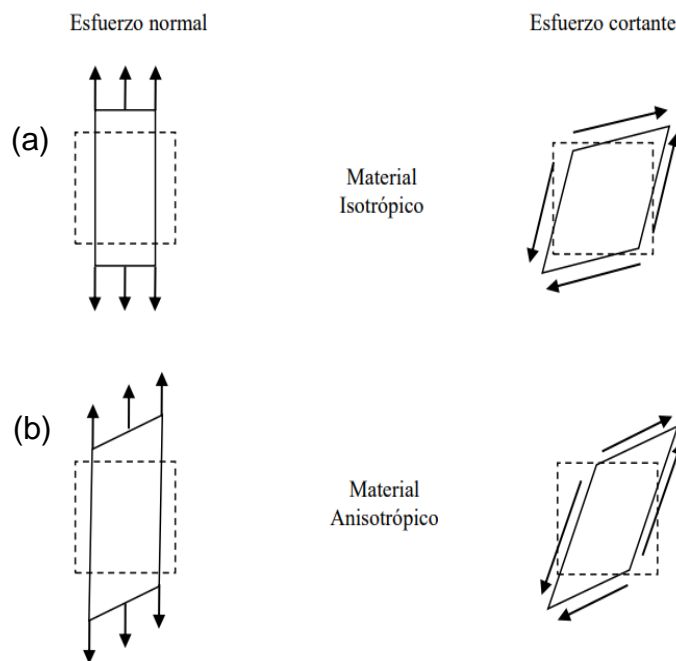 Esfuerzo normal
Esfuerzo cortante
(a)
Material
Isotrópico
(b)
Material
Anisotrópico